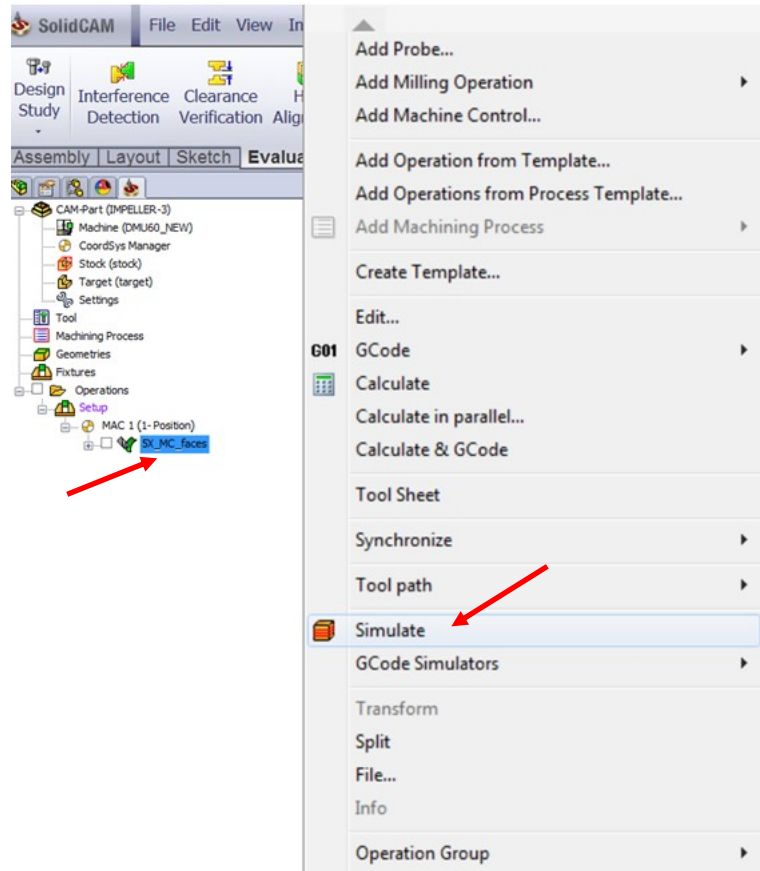 SolidCAM File Edit View In
Design
Study
Interference
Detection
Clearance
Verification
H
Alig
Assembly Layout Sketch Evalua
CAM-Part (IMPELLER-3)
Machine (DMU60_NEW)
CoordSys Manager
Stock (stock)
Target (target)
Settings
Tool
Machining Process
Geometries
Fixtures
Operations
Setup
MAC 1 (1- Position)
5X_MC_faces
Add Probe...
Add Milling Operation
Add Machine Control...
Add Operation from Template...
Add Operations from Process Template...
Add Machining Process
Create Template...
Edit...
G01 GCode
Calculate
Calculate in parallel...
Calculate & GCode
Tool Sheet
Synchronize
Tool path
Simulate
GCode Simulators
Transform
Split
File...
Info
Operation Group